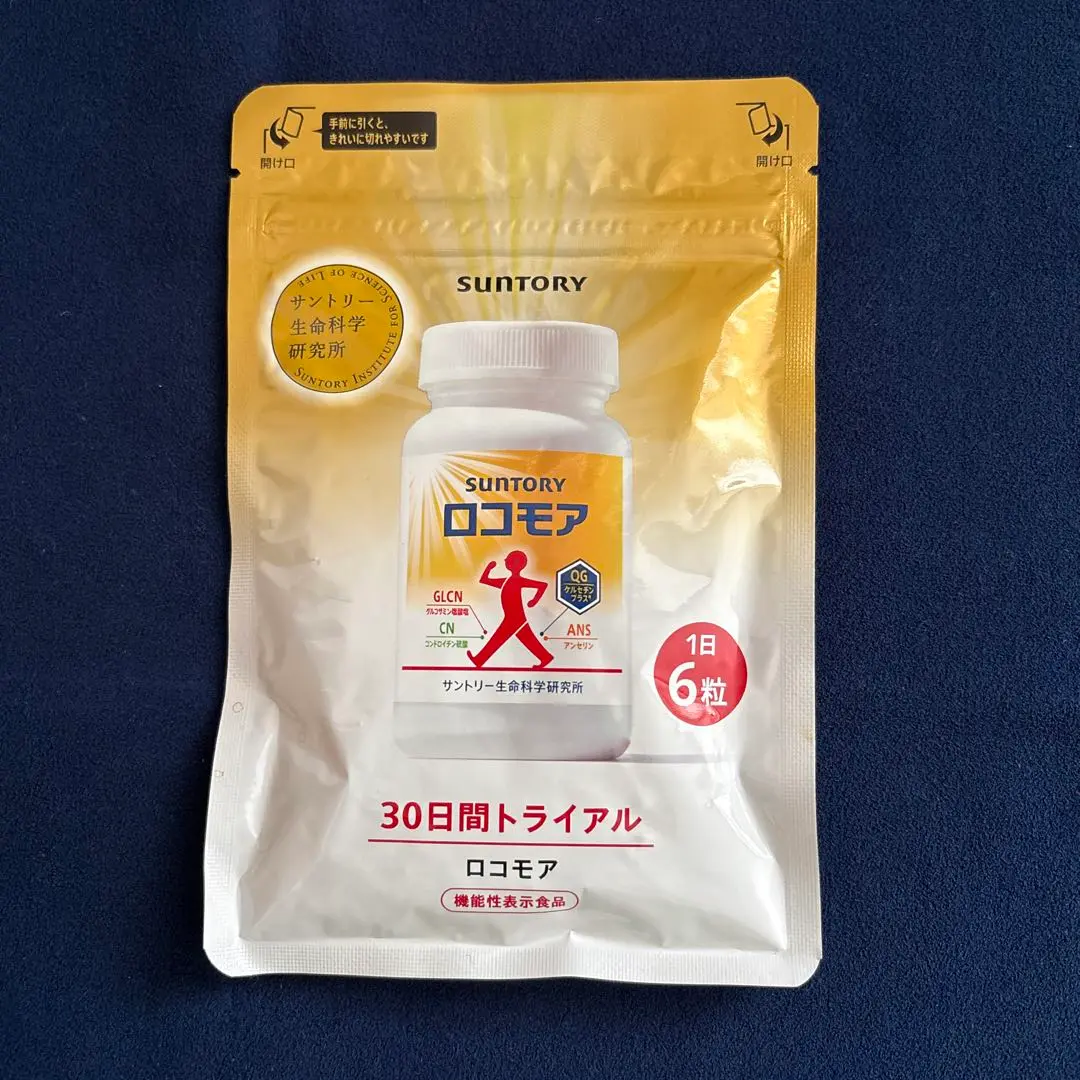 手前に引くと、
きれいに切れやすいです
開け口
開け口
SUNTORY
SUNTORY INSTITUTE FOR SCIENCE OF LIFE
サントリー
生命科学
研究所
SUNTORY
ロコモア
QG
ケルセチン
プラス*
GLCN
グルコサミン塩酸塩
CN
コンドロイチン硫酸
ANS
アンセリン
サントリー生命科学研究所
1日
6粒
30日間トライアル
ロコモア
機能性表示食品